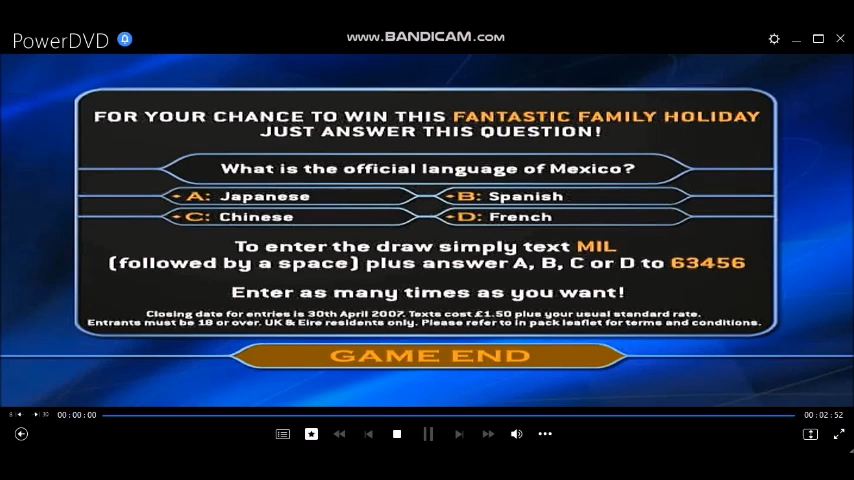 www.BANDICAM.com
PowerDVD
FOR YOUR CHANCE TO WIN THIS FANTASTIC FAMILY HOLIDAY
JUST ANSWER THIS QUESTION!
What is the official language of Mexico?
A: Japanese
B: Spanish
C: Chinese
D: French
To enter the draw simply text MIL
(followed by a space) plus answer A, B, C or D to 63456
Enter as many times as you want!
Closing date for entries is 30th April 2007. Texts cost £1.50 plus your usual standard rate.
Entrants must be 18 or over. UK & Eire residents only. Please refer to in pack leaflet for terms and conditions.
GAME END
00:00:00
00:02:52